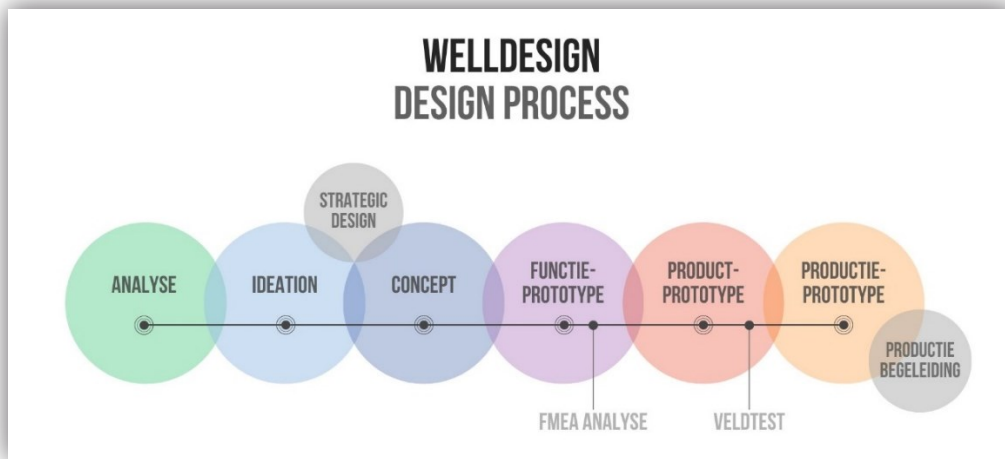 WELLDESIGN
DESIGN PROCESS
STRATEGIC
DESIGN
ANALYSE
IDEATION
CONCEPT
FUNCTIE-
PROTOTYPE
PRODUCT-
PROTOTYPE
PRODUCTIE-
PROTOTYPE
PRODUCTIE
BEGELEIDING
FMEA ANALYSE
VELDTEST